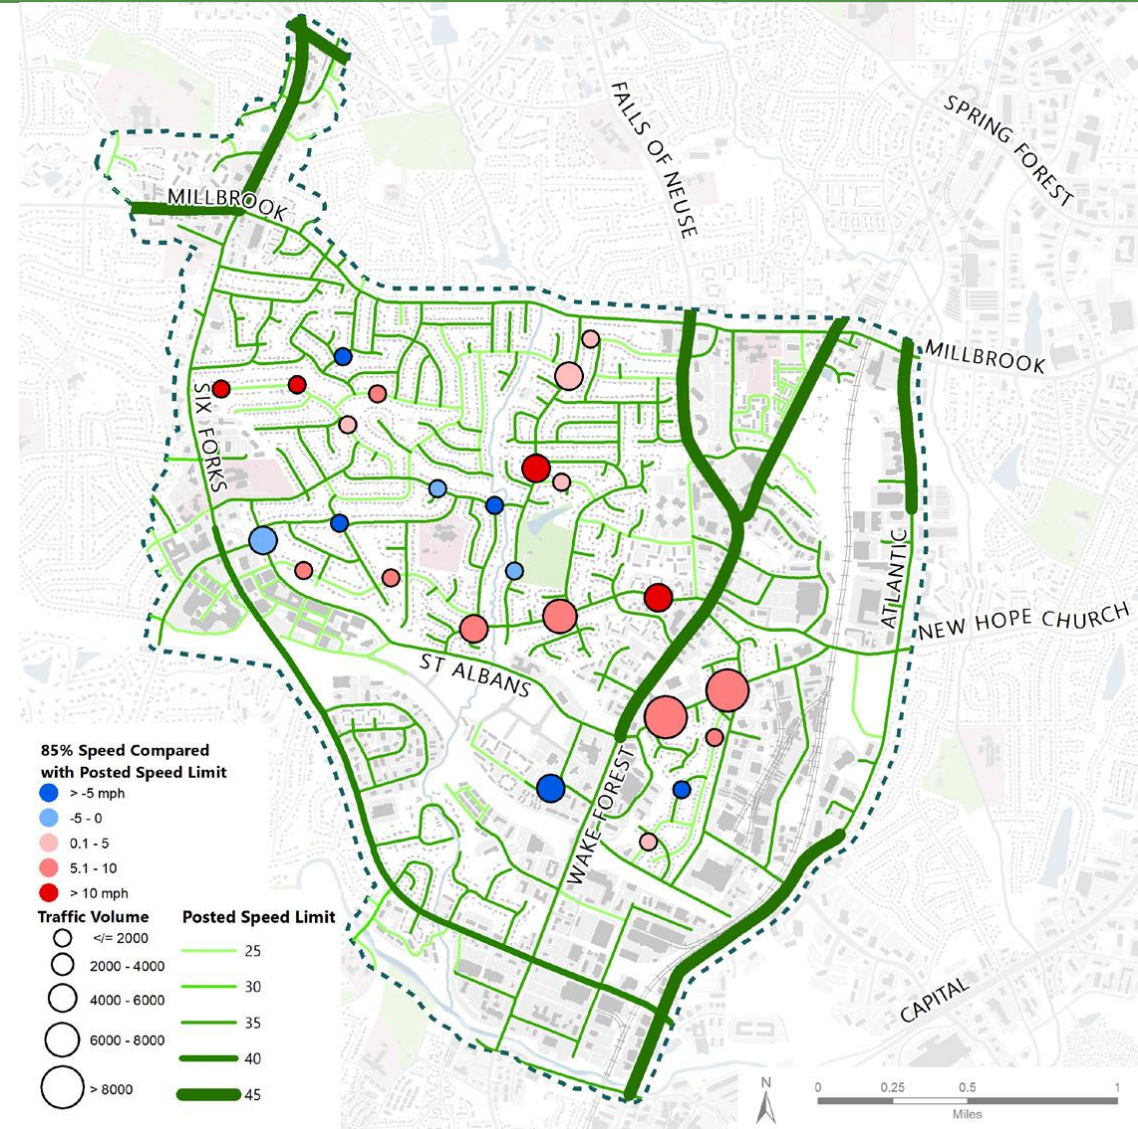 FALLS OF NEUSE
SPRING FOREST
MILLBROOK
MILLBROOK
SIX FORKS
ATLANTIC
NEW HOPE CHURCH
ST ALBANS
WAKE FOREST
CAPITAL
85% Speed Compared
with Posted Speed Limit
> -5 mph
-5 - 0
0.1 - 5
5.1 - 10
> 10 mph
Traffic Volume
</= 2000
2000 - 4000
4000 - 6000
6000 - 8000
> 8000
Posted Speed Limit
25
30
35
40
45
N
0 0.25 0.5 1
Miles